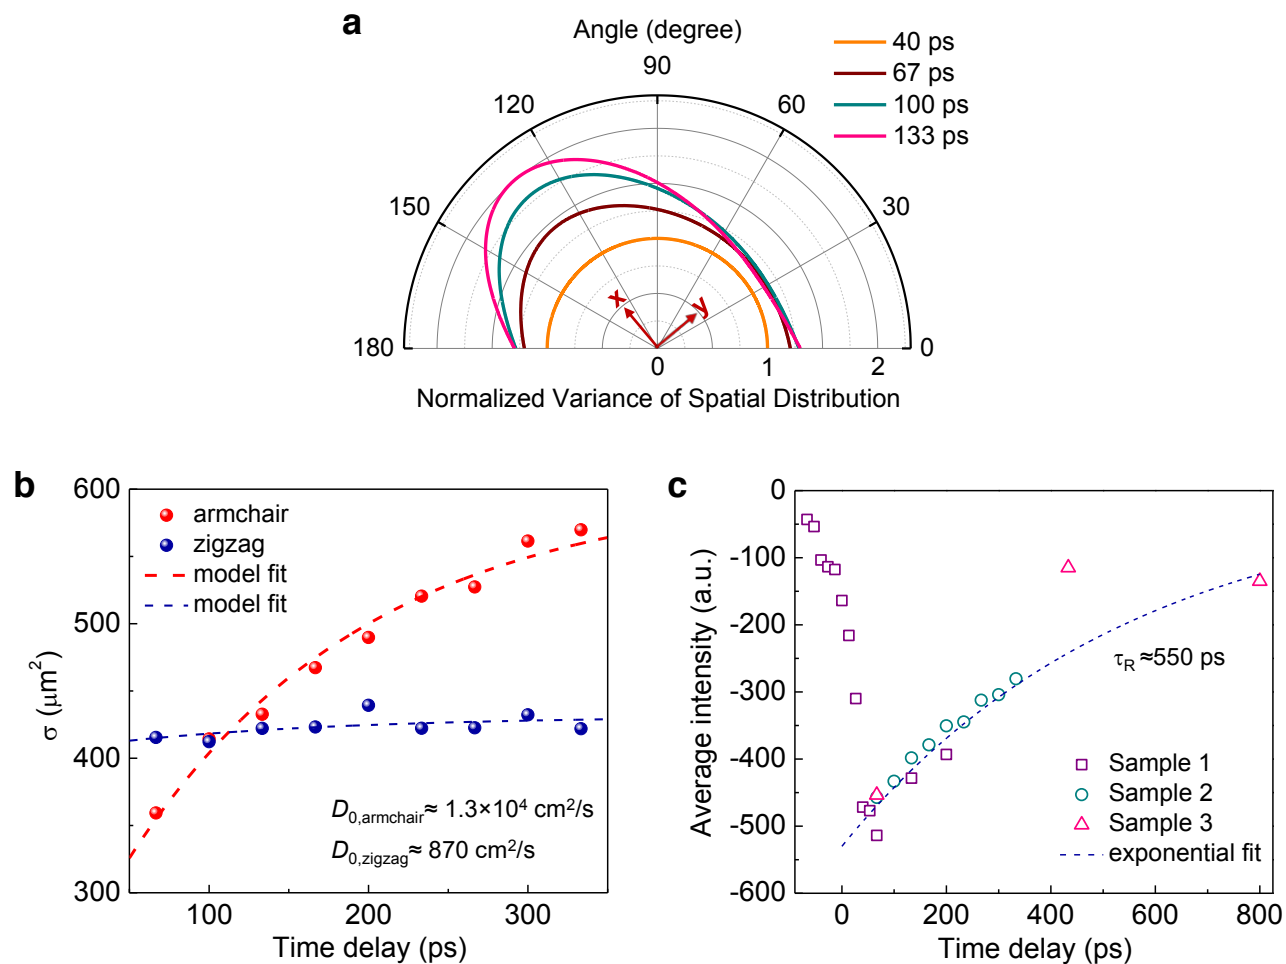 a
Angle (degree)
40 ps
67 ps
100 ps
133 ps
90
120
60
150
30
x
y
180
0
0
1
2
Normalized Variance of Spatial Distribution
b
600
500
400
300
σ (μm²)
armchair
zigzag
model fit
model fit
D₀,armchair≈ 1.3×10⁴ cm²/s
D₀,zigzag≈ 870 cm²/s
100
200
300
Time delay (ps)
c
0
-100
-200
-300
-400
-500
-600
Average intensity (a.u.)
τR≈550 ps
Sample 1
Sample 2
Sample 3
exponential fit
0
200
400
600
800
Time delay (ps)